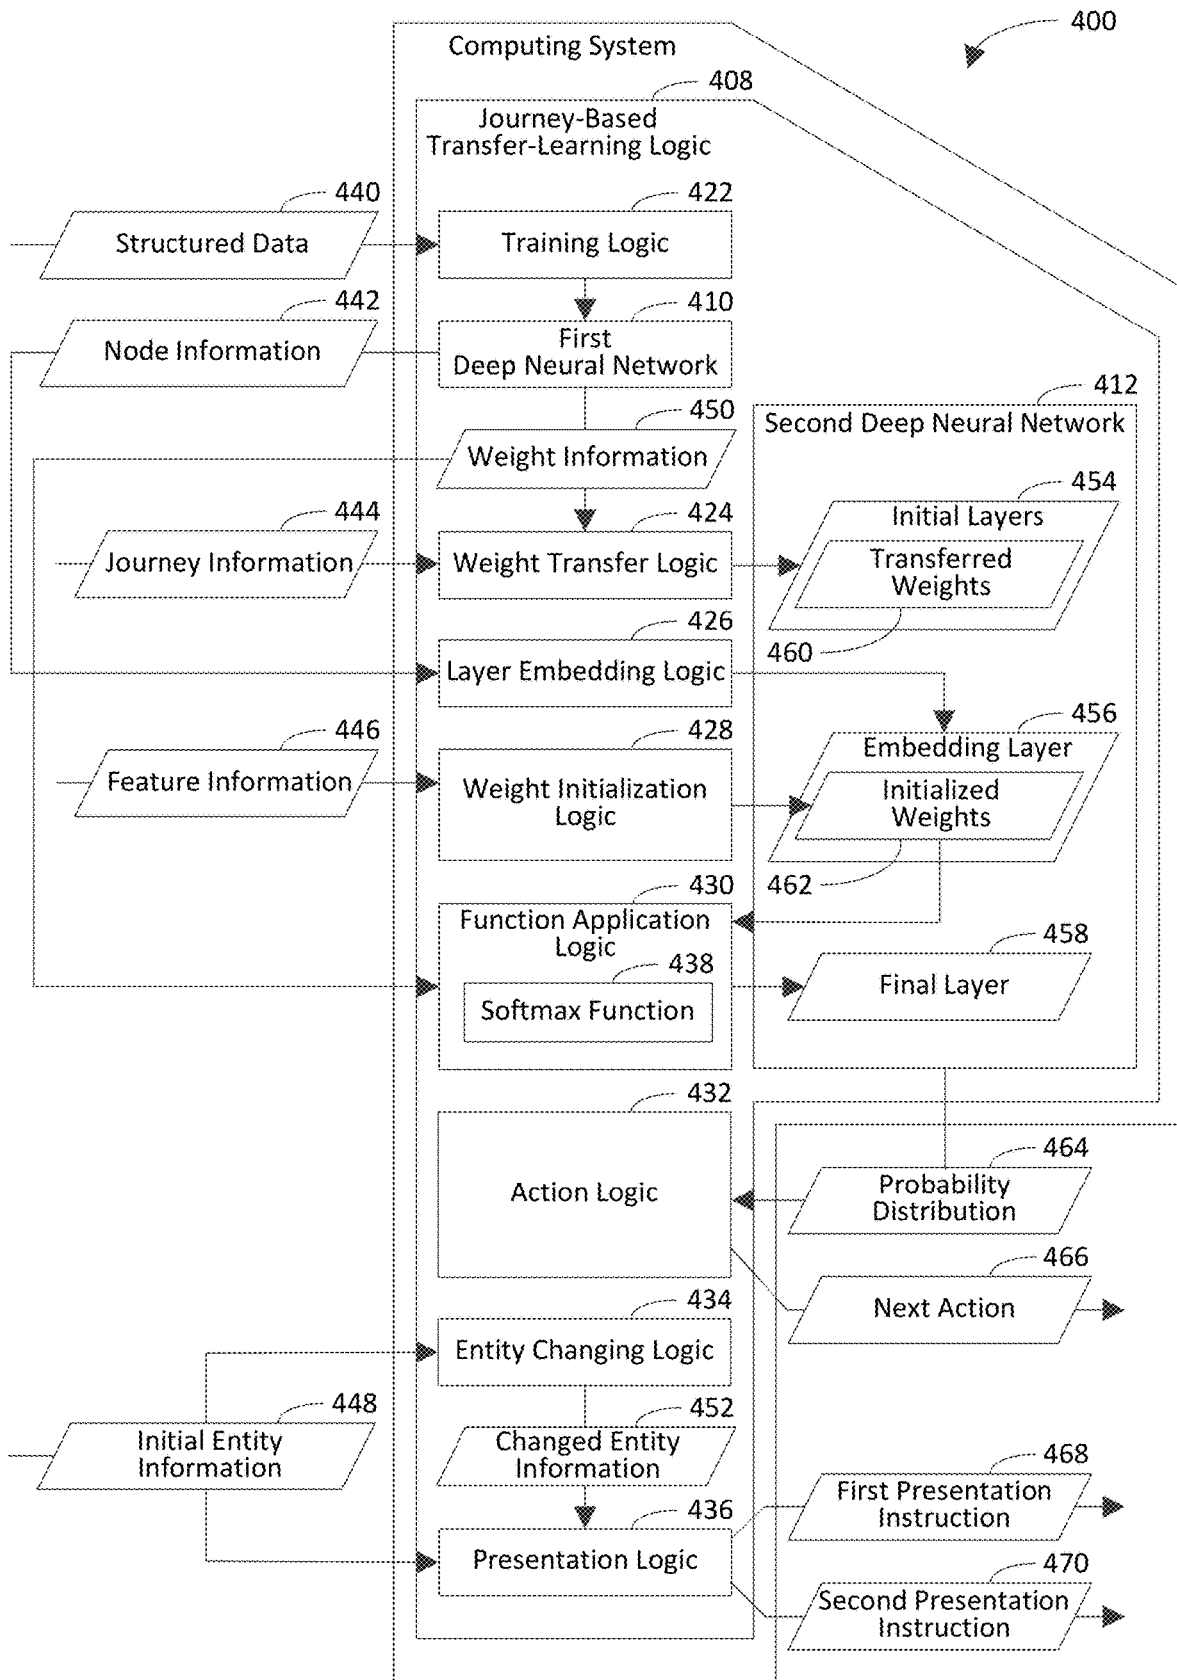 400
Computing System
408
Journey-Based
Transfer-Learning Logic
440
422
Structured Data
Training Logic
442
410
Node Information
First
Deep Neural Network
412
Second Deep Neural Network
450
Weight Information
454
444
424
Initial Layers
Journey Information
Weight Transfer Logic
Transferred
Weights
426
460
Layer Embedding Logic
446
428
456
Embedding Layer
Feature Information
Weight Initialization
Logic
Initialized
Weights
430
462
Function Application
Logic
438
458
Softmax Function
Final Layer
432
464
Action Logic
Probability
Distribution
466
434
Next Action
Entity Changing Logic
448
452
Initial Entity
Information
Changed Entity
Information
468
First Presentation
Instruction
436
Presentation Logic
470
Second Presentation
Instruction